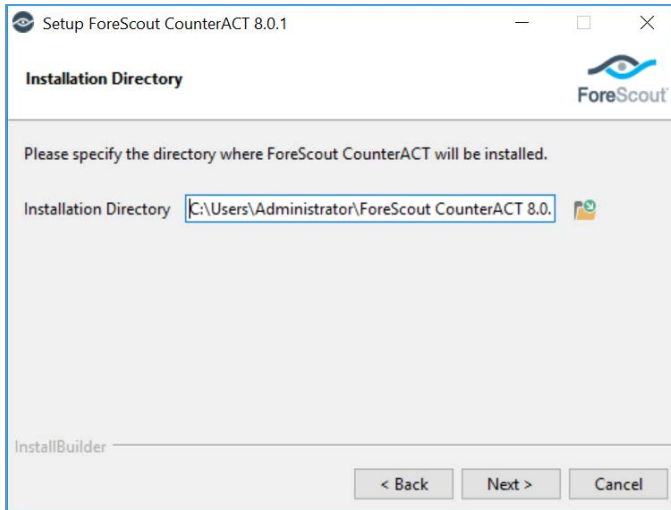 Setup ForeScout CounterACT 8.0.1
Installation Directory
ForeScout
Please specify the directory where ForeScout CounterACT will be installed.
Installation Directory C:\Users\Administrator\ForeScout CounterACT 8.0.
InstallBuilder
< Back Next > Cancel